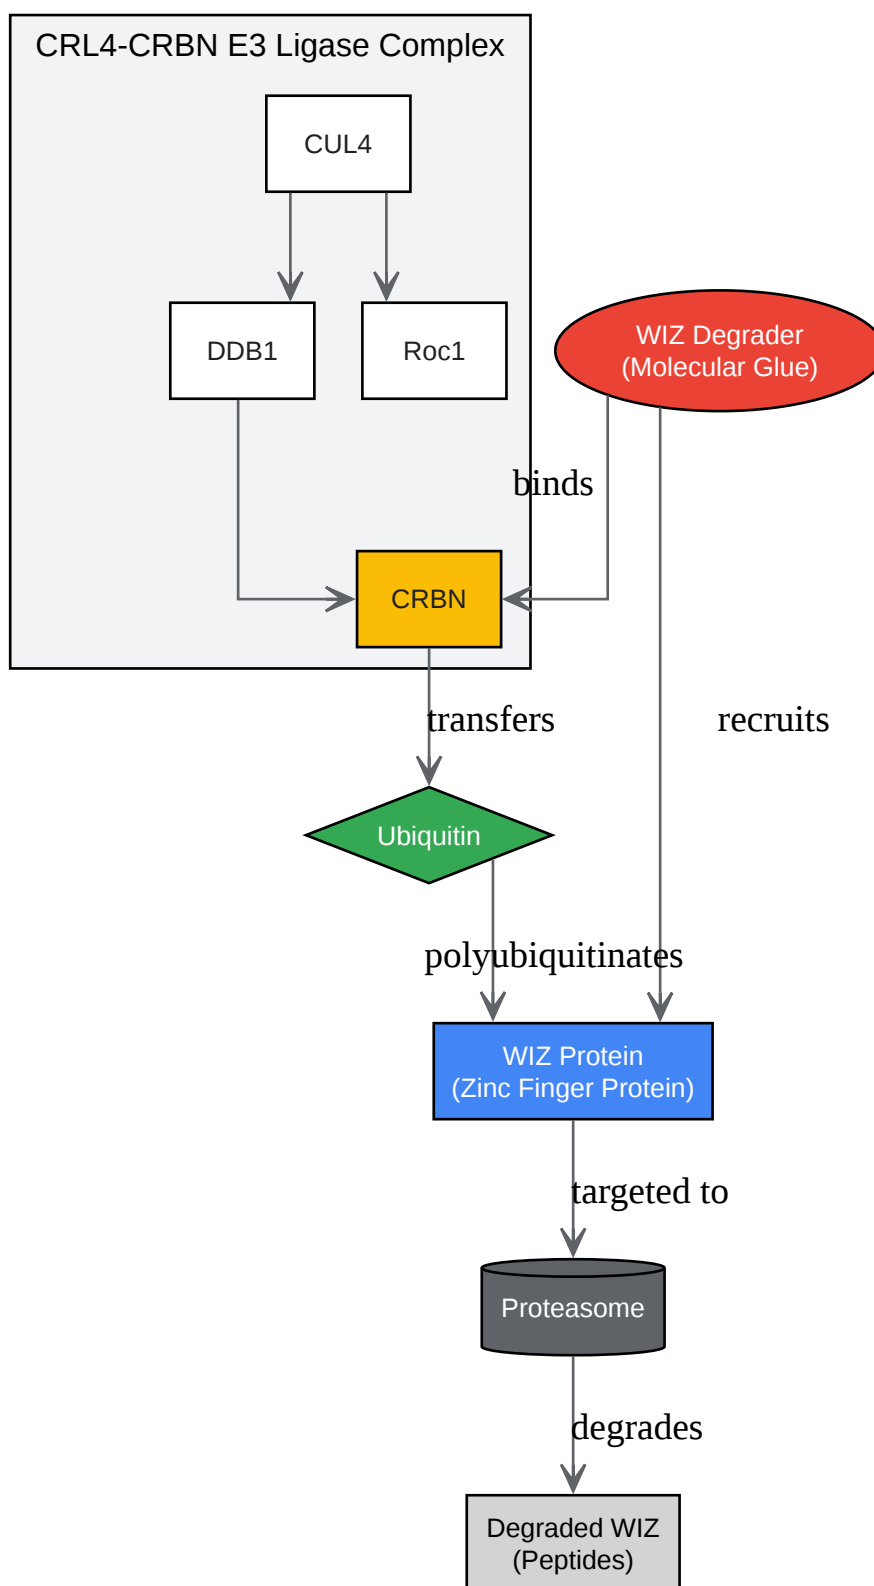 CRL4-CRBN E3 Ligase Complex
CUL4
DDB1
Roc1
WIZ Degrader
(Molecular Glue)
binds
CRBN
transfers
recruits
Ubiquitin
polyubiquitinates
WIZ Protein
(Zinc Finger Protein)
targeted to
Proteasome
degrades
Degraded WIZ
(Peptides)